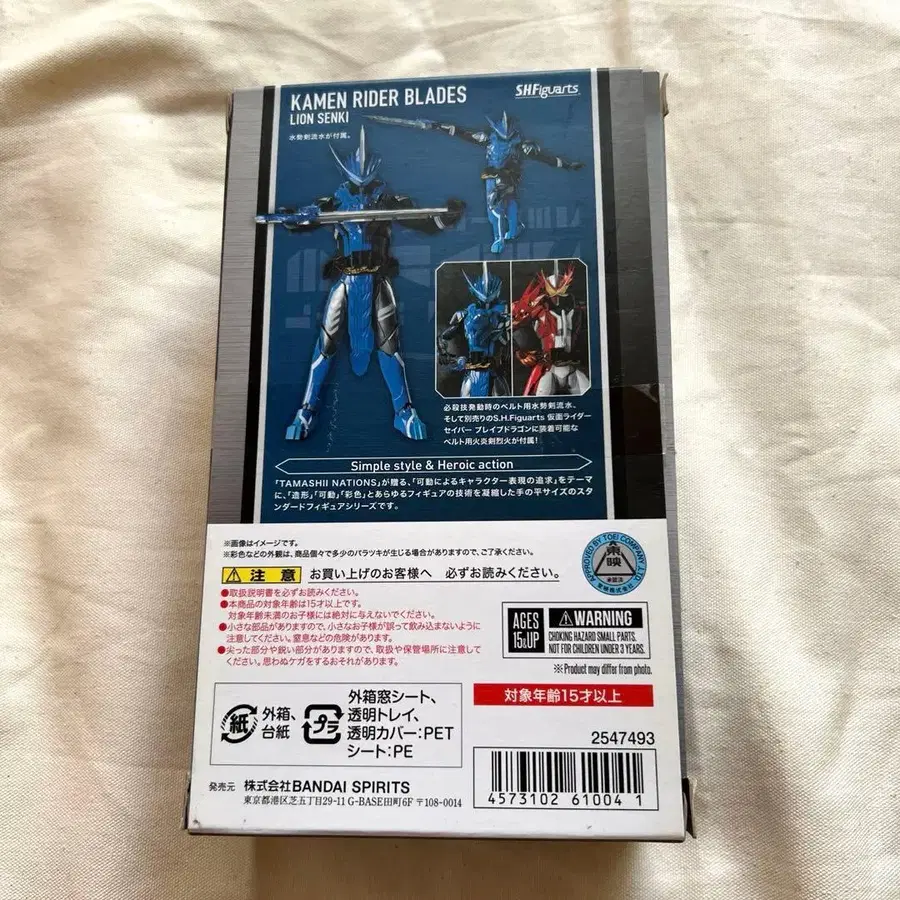 KAMEN RIDER BLADES
LION SENKI
S.H.Figuarts
水勢剣流水が付属。
必殺技発動時のベルト用水勢剣流水、
そして別売りのS.H.Figuarts 仮面ライダー
セイバー ブレイブドラゴンに装着可能な
ベルト用火炎剣烈火が付属!
Simple style & Heroic action
「TAMASHII NATIONS」が贈る、「可動によるキャラクター表現の追求」をテーマ
に、「造形」「可動」「彩色」とあらゆるフィギュアの技術を凝縮した手の平サイズのスタ
ンダードフィギュアシリーズです。
※画像はイメージです。
※彩色などの外観は、商品個々で多少のバラツキが生じる場合がありますので、ご了承ください。
注意 お買い上げのお客様へ 必ずお読みください。
●取扱説明書を必ずお読みください。
●本商品の対象年齢は15才以上です。
対象年齢未満のお子様には絶対に与えないでください。
●小さな部品がありますので、小さなお子様が誤って飲み込まないように
注意してください。窒息などの危険があります。
●尖った部分や鋭い部分がありますので、取扱や保管場所に注意して
ください。思わぬケガをするおそれがあります。
APPROVED BY TOEI COMPANY, LTD
東映
承認済
東映株式会社
AGES
15&UP
WARNING
CHOKING HAZARD SMALL PARTS.
NOT FOR CHILDREN UNDER 3 YEARS.
※Product may differ from photo.
対象年齢15才以上
紙 外箱、
台紙
プラ 外箱窓シート、
透明トレイ、
透明カバー:PET
シート:PE
2547493
4573102 61004 1
発売元 株式会社BANDAI SPIRITS
東京都港区芝五丁目29-11 G-BASE田町6F 〒108-0014